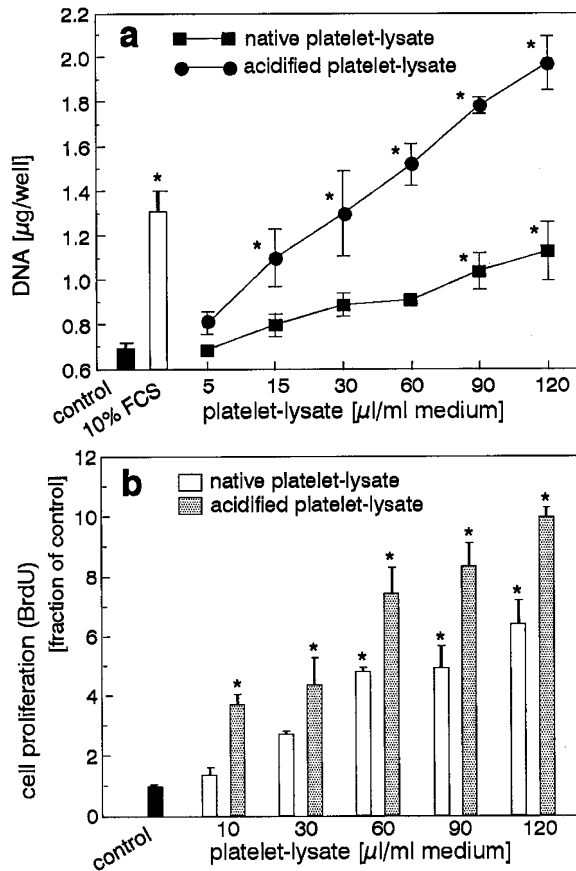 a
native platelet-lysate
acidified platelet-lysate
DNA [µg/well]
2.2
2.0
1.8
1.6
1.4
1.2
1.0
0.8
0.6
*
*
*
*
*
*
*
*
control
10% FCS
5 15 30 60 90 120
platelet-lysate [µl/ml medium]
b
native platelet-lysate
acidified platelet-lysate
cell proliferation (BrdU)
[fraction of control]
12
10
8
6
4
2
0
*
*
*
*
*
*
*
*
control
10 30 60 90 120
platelet-lysate [µl/ml medium]